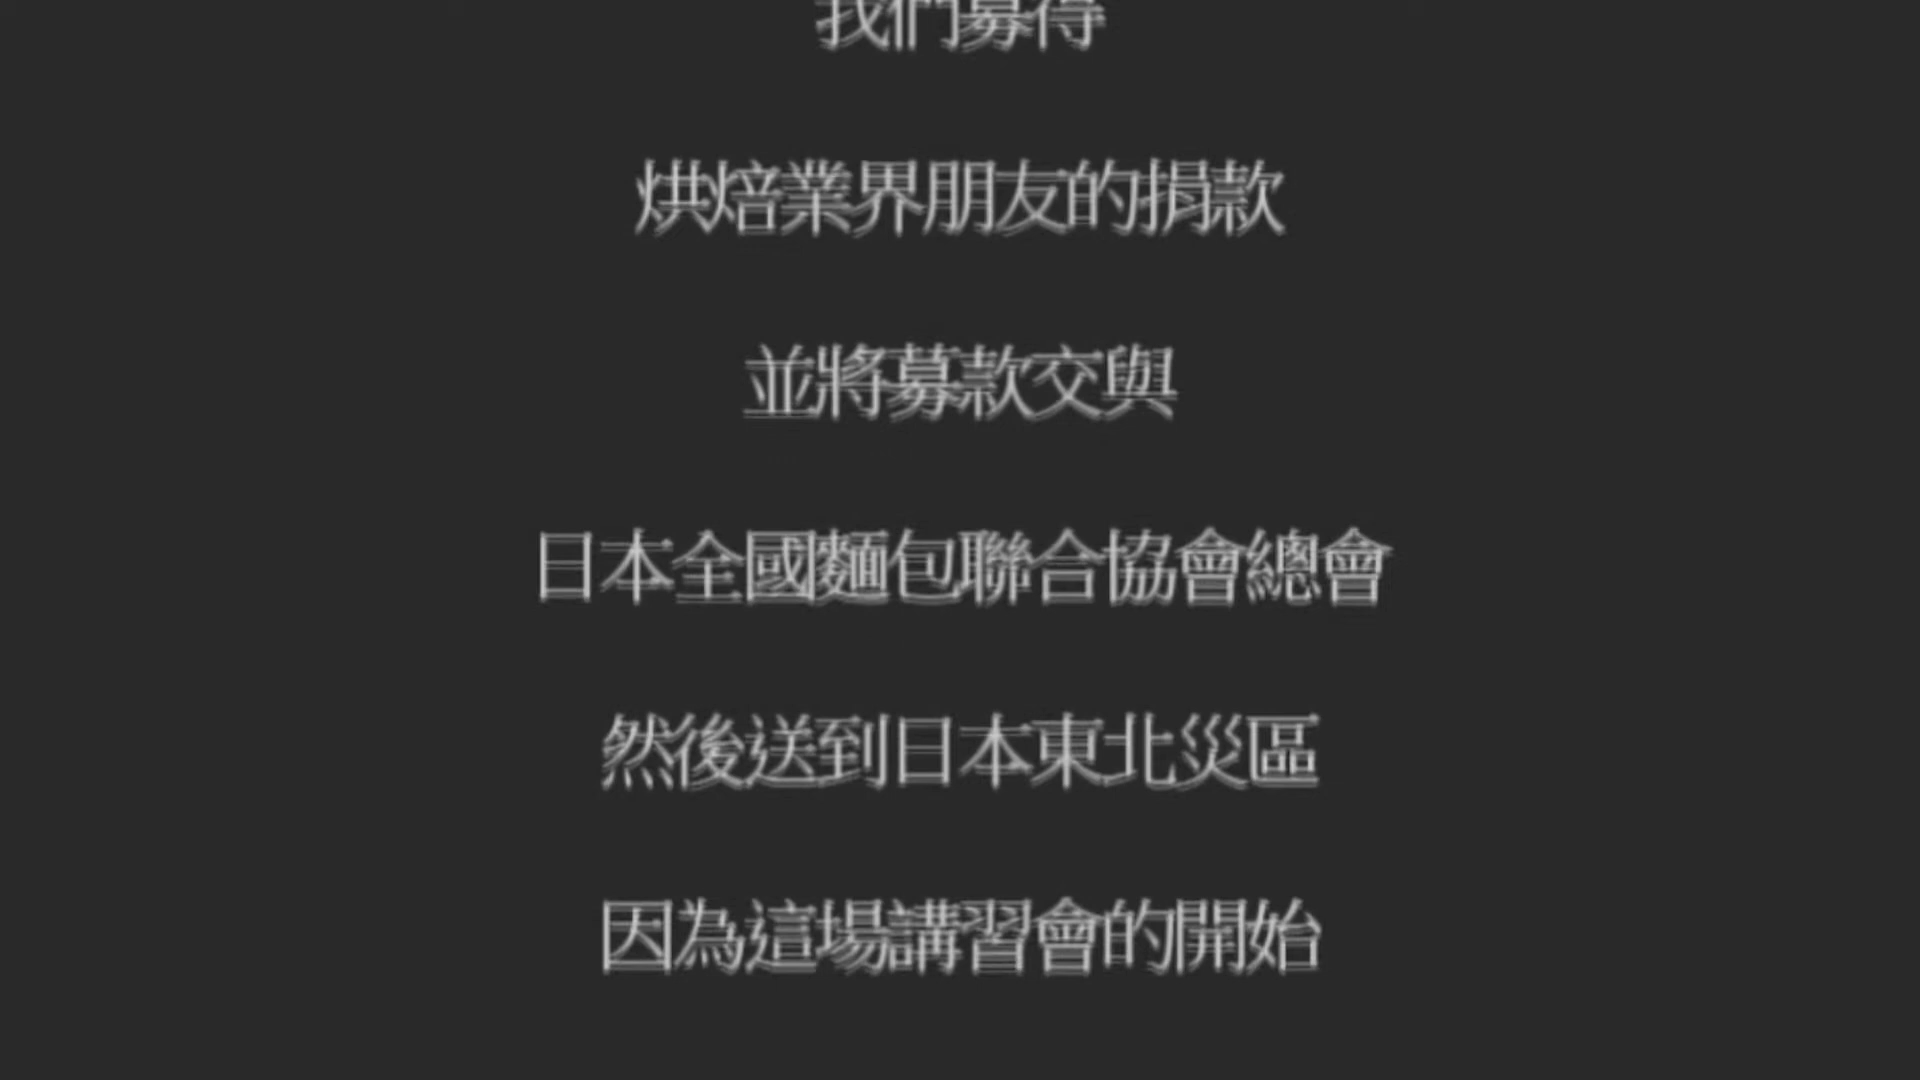 我們募得
烘焙業界朋友的捐款
並將募款交與
日本全國麵包聯合協會總會
然後送到日本東北災區
因為這場講習會的開始